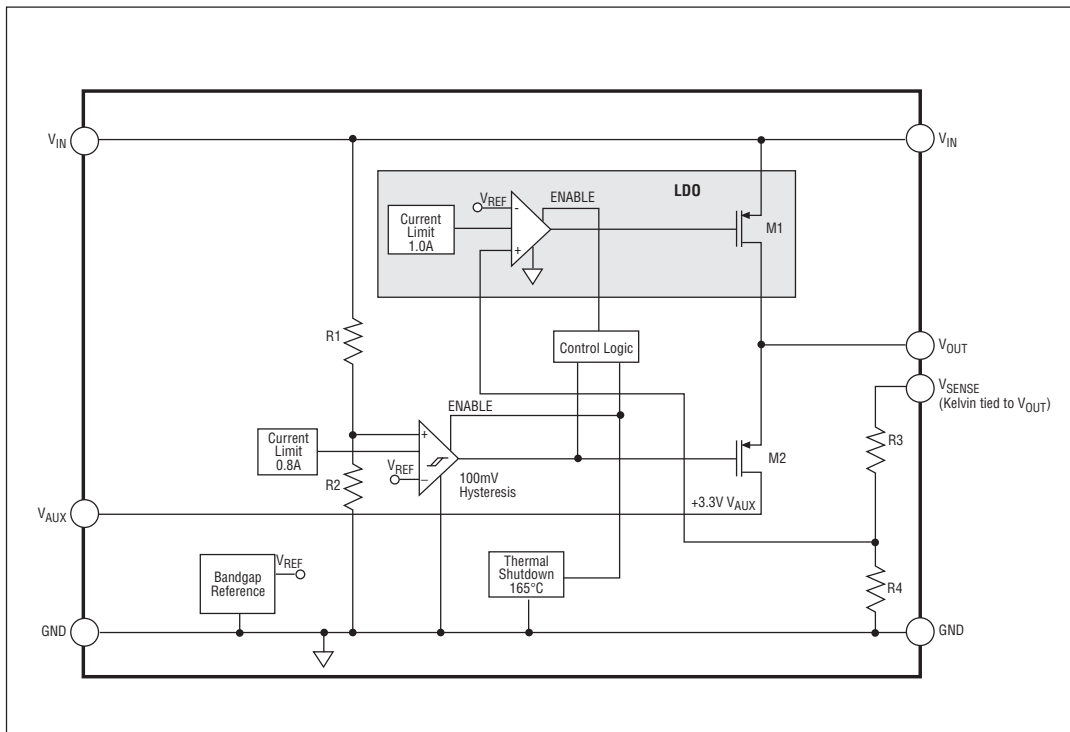 VIN
VIN
LDO
VREF
ENABLE
-
+
Current
Limit
1.0A
M1
R1
Control Logic
VOUT
VSENSE
(Kelvin tied to VOUT)
ENABLE
R3
Current
Limit
0.8A
+
VREF
–
100mV
Hysteresis
M2
R2
+3.3V VAUX
VAUX
Bandgap
Reference
VREF
Thermal
Shutdown
165°C
R4
GND
GND